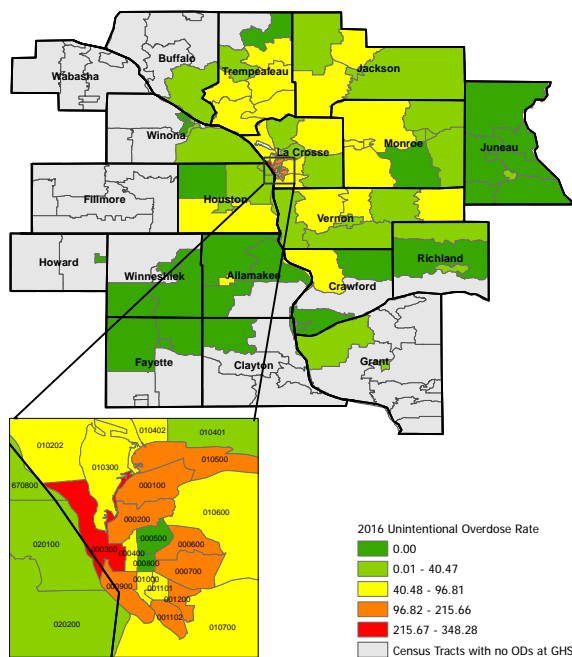 Buffalo
Wabasha
Trempealeau
Jackson
Winona
La Crosse
Monroe
Juneau
Fillmore
Houston
Vernon
Howard
Winneshiek
Allamakee
Richland
Crawford
Fayette
Clayton
Grant
010402
010401
010202
010300
010500
670800
000100
010600
000200
000500
020100
000300
000400
000600
000800
000700
000900
001000
001101
001200
001102
020200
010700
2016 Unintentional Overdose Rate
0.00
0.01 - 40.47
40.48 - 96.81
96.82 - 215.66
215.67 - 348.28
Census Tracts with no ODs at GHS